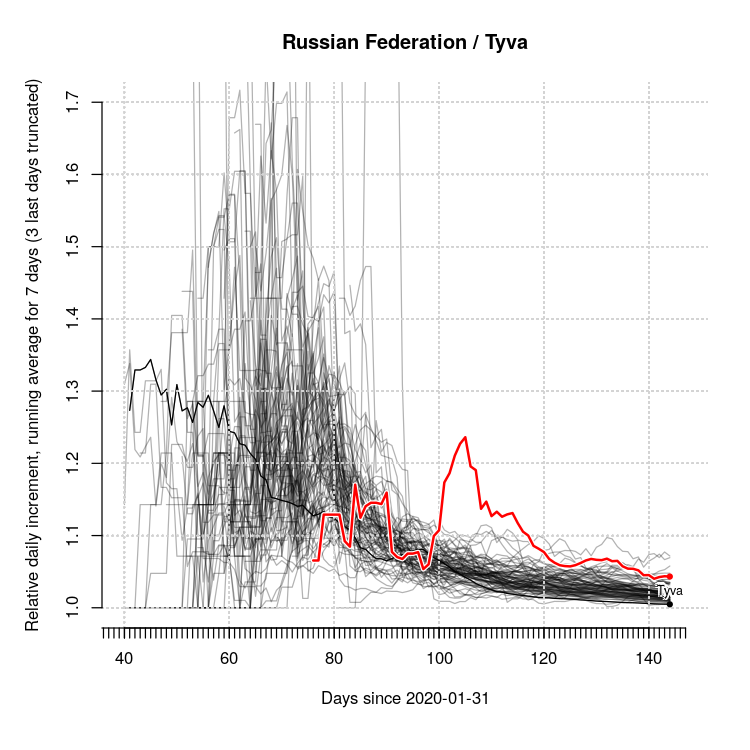 Russian Federation / Tyva
Relative daily increment, running average for 7 days (3 last days truncated)
1.7
1.6
1.5
1.4
1.3
1.2
1.1
1.0
Tyva
40 60 80 100 120 140
Days since 2020-01-31